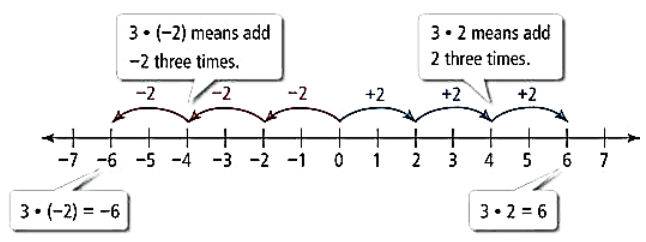 3 • (−2) means add
−2 three times.
3 • 2 means add
2 three times.
−2 −2 −2 +2 +2 +2
−7 −6 −5 −4 −3 −2 −1 0 1 2 3 4 5 6 7
3 • (−2) = −6
3 • 2 = 6